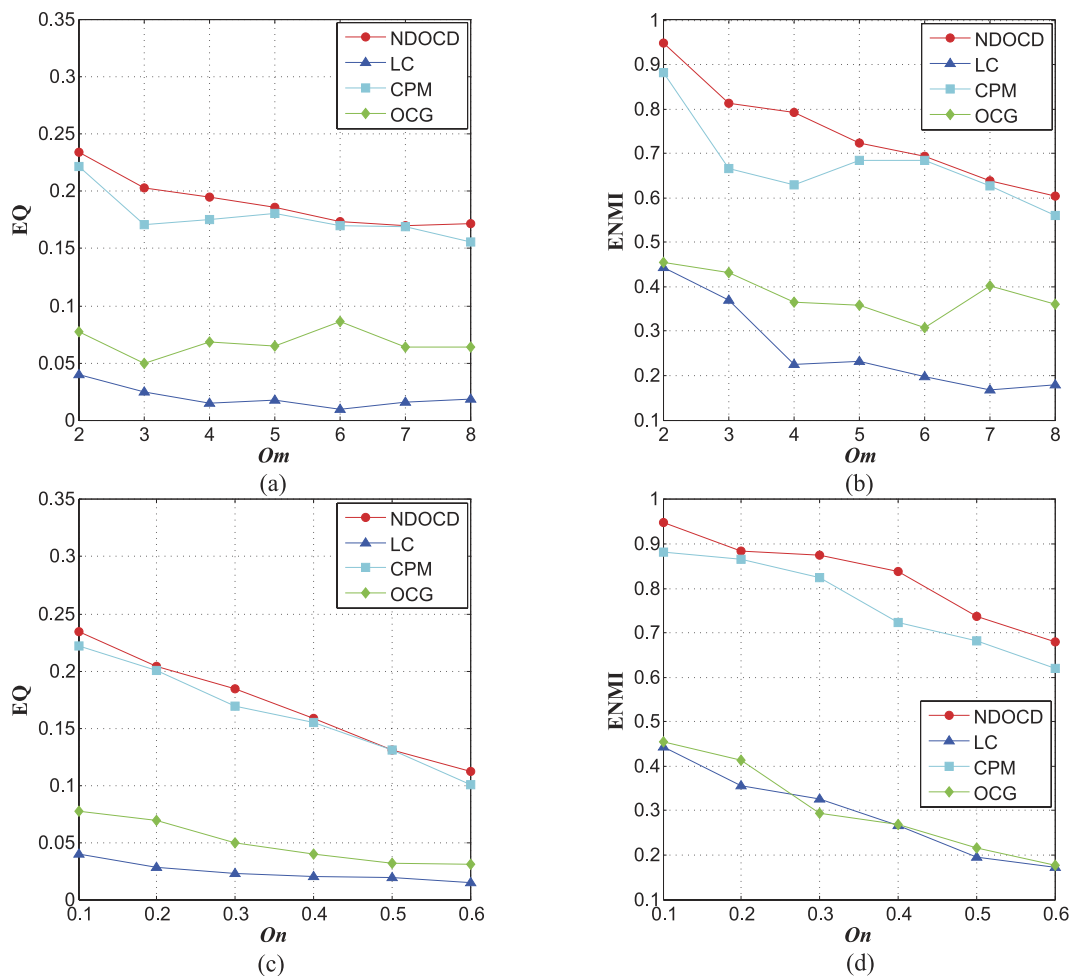 0.35
0.3
0.25
0.2
0.15
0.1
0.05
0
EQ
2 3 4 5 6 7 8
Om
(a)
NDOCD
LC
CPM
OCG
1
0.9
0.8
0.7
0.6
0.5
0.4
0.3
0.2
0.1
ENMI
2 3 4 5 6 7 8
Om
(b)
NDOCD
LC
CPM
OCG
0.35
0.3
0.25
0.2
0.15
0.1
0.05
0
EQ
0.1 0.2 0.3 0.4 0.5 0.6
On
(c)
NDOCD
LC
CPM
OCG
1
0.9
0.8
0.7
0.6
0.5
0.4
0.3
0.2
0.1
ENMI
0.1 0.2 0.3 0.4 0.5 0.6
On
(d)
NDOCD
LC
CPM
OCG